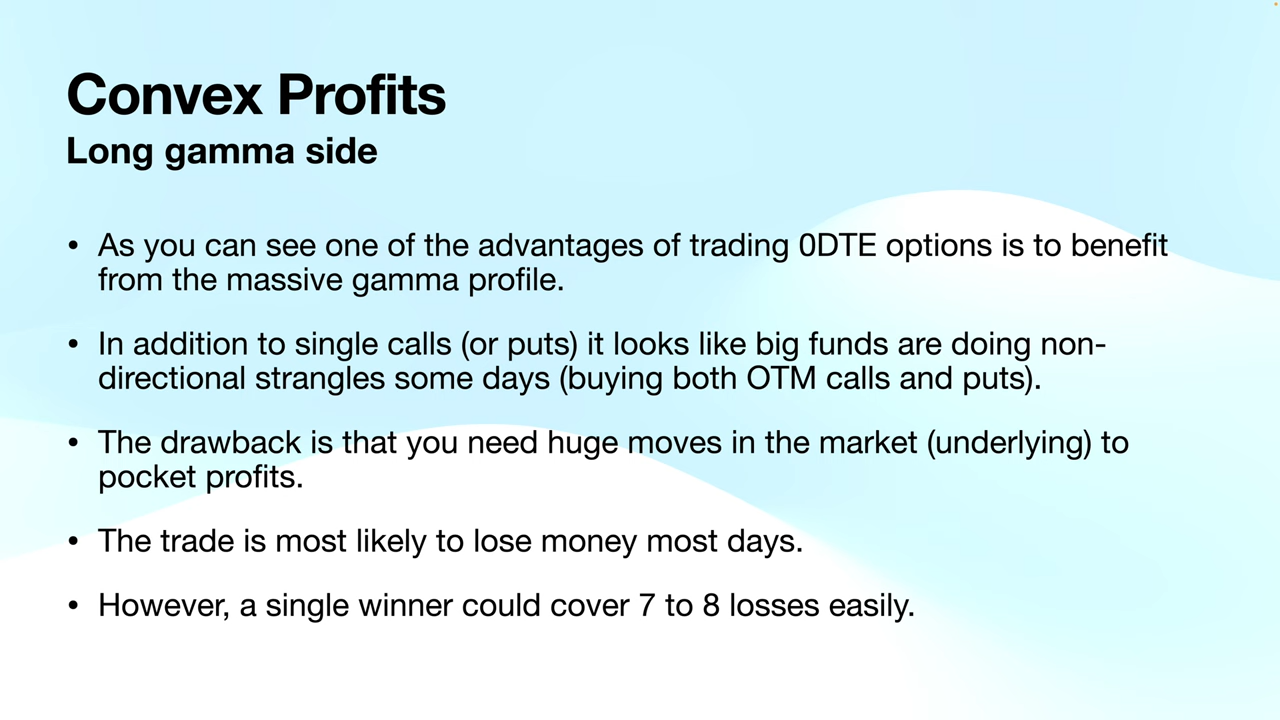 Convex Profits
Long gamma side
• As you can see one of the advantages of trading 0DTE options is to benefit
from the massive gamma profile.
• In addition to single calls (or puts) it looks like big funds are doing non-
directional strangles some days (buying both OTM calls and puts).
• The drawback is that you need huge moves in the market (underlying) to
pocket profits.
• The trade is most likely to lose money most days.
• However, a single winner could cover 7 to 8 losses easily.